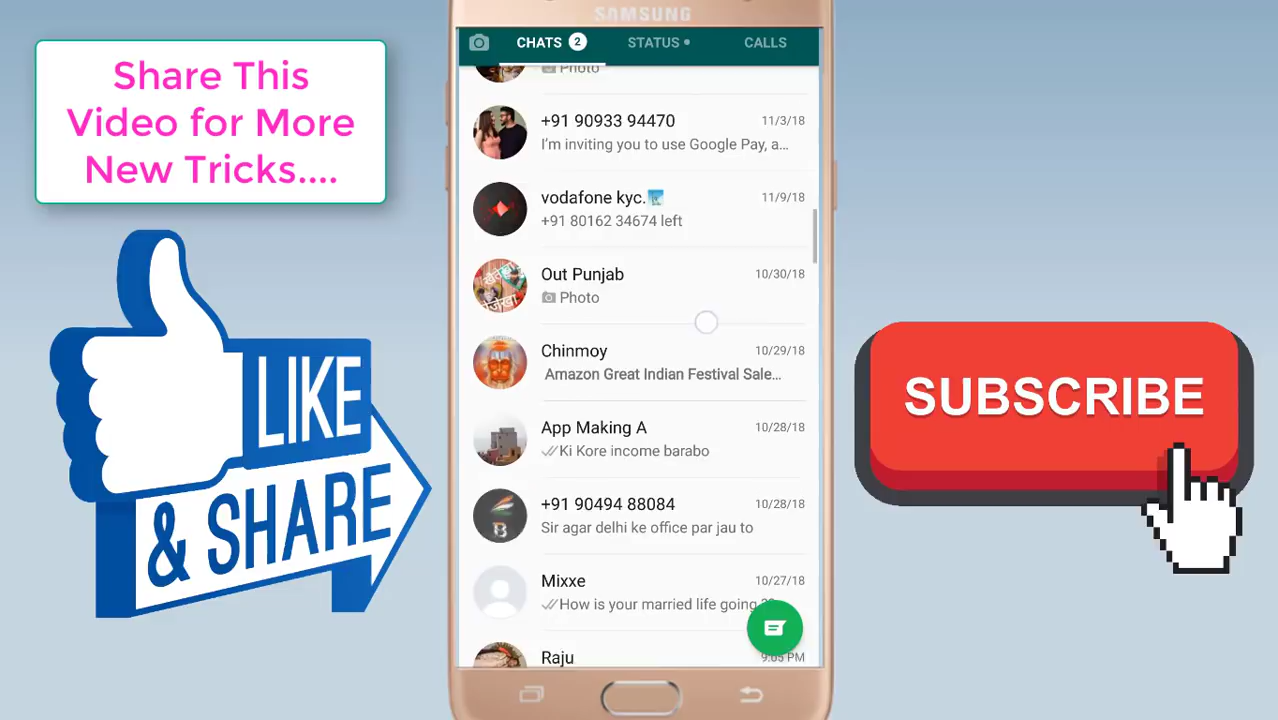 SAMSUNG
Share This
Video for More
New Tricks....
CHATS 2 STATUS CALLS
Photo
+91 90933 94470 11/3/18
I'm inviting you to use Google Pay, a...
vodafone kyc. 11/9/18
+91 80162 34674 left
Out Punjab 10/30/18
Photo
Chinmoy 10/29/18
Amazon Great Indian Festival Sale...
App Making A 10/28/18
Ki Kore income barabo
+91 90494 88084 10/28/18
Sir agar delhi ke office par jau to
Mixxe 10/27/18
How is your married life going
Raju 9:05 PM
LIKE
& SHARE
SUBSCRIBE